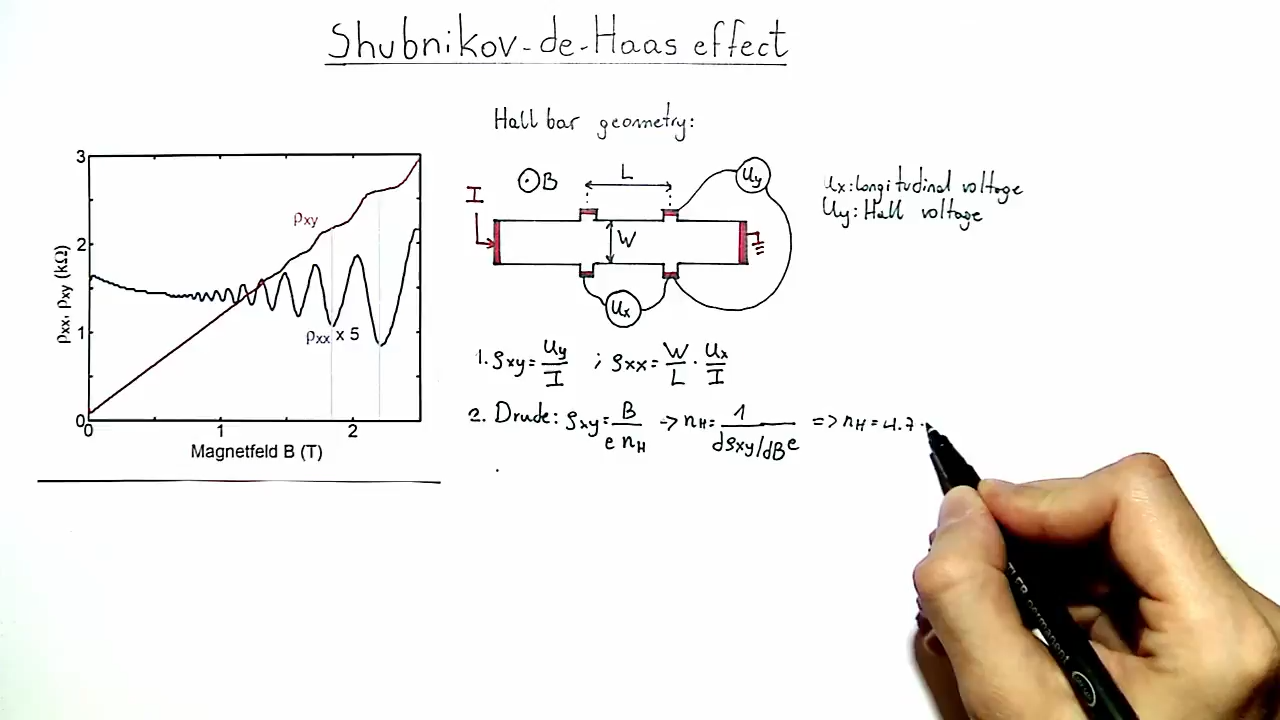 Shubnikov-de-Haas effect
Hall bar geometry:
3
2
1
0
0
1
2
ρxx, ρxy (kΩ)
Magnetfeld B (T)
ρxy
ρxx x 5
I
⊙B
L
W
Uy
Ux
Ux: Longitudinal voltage
Uy: Hall voltage
1. ρxy = Uy/I ; ρxx = W/L · Ux/I
2. Drude: ρxy = B/(e nH) -> nH = 1/(dρxy/dB e) => nH = 4.7 ·